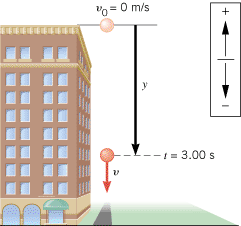 v₀ = 0 m/s
+
y
−
t = 3.00 s
v